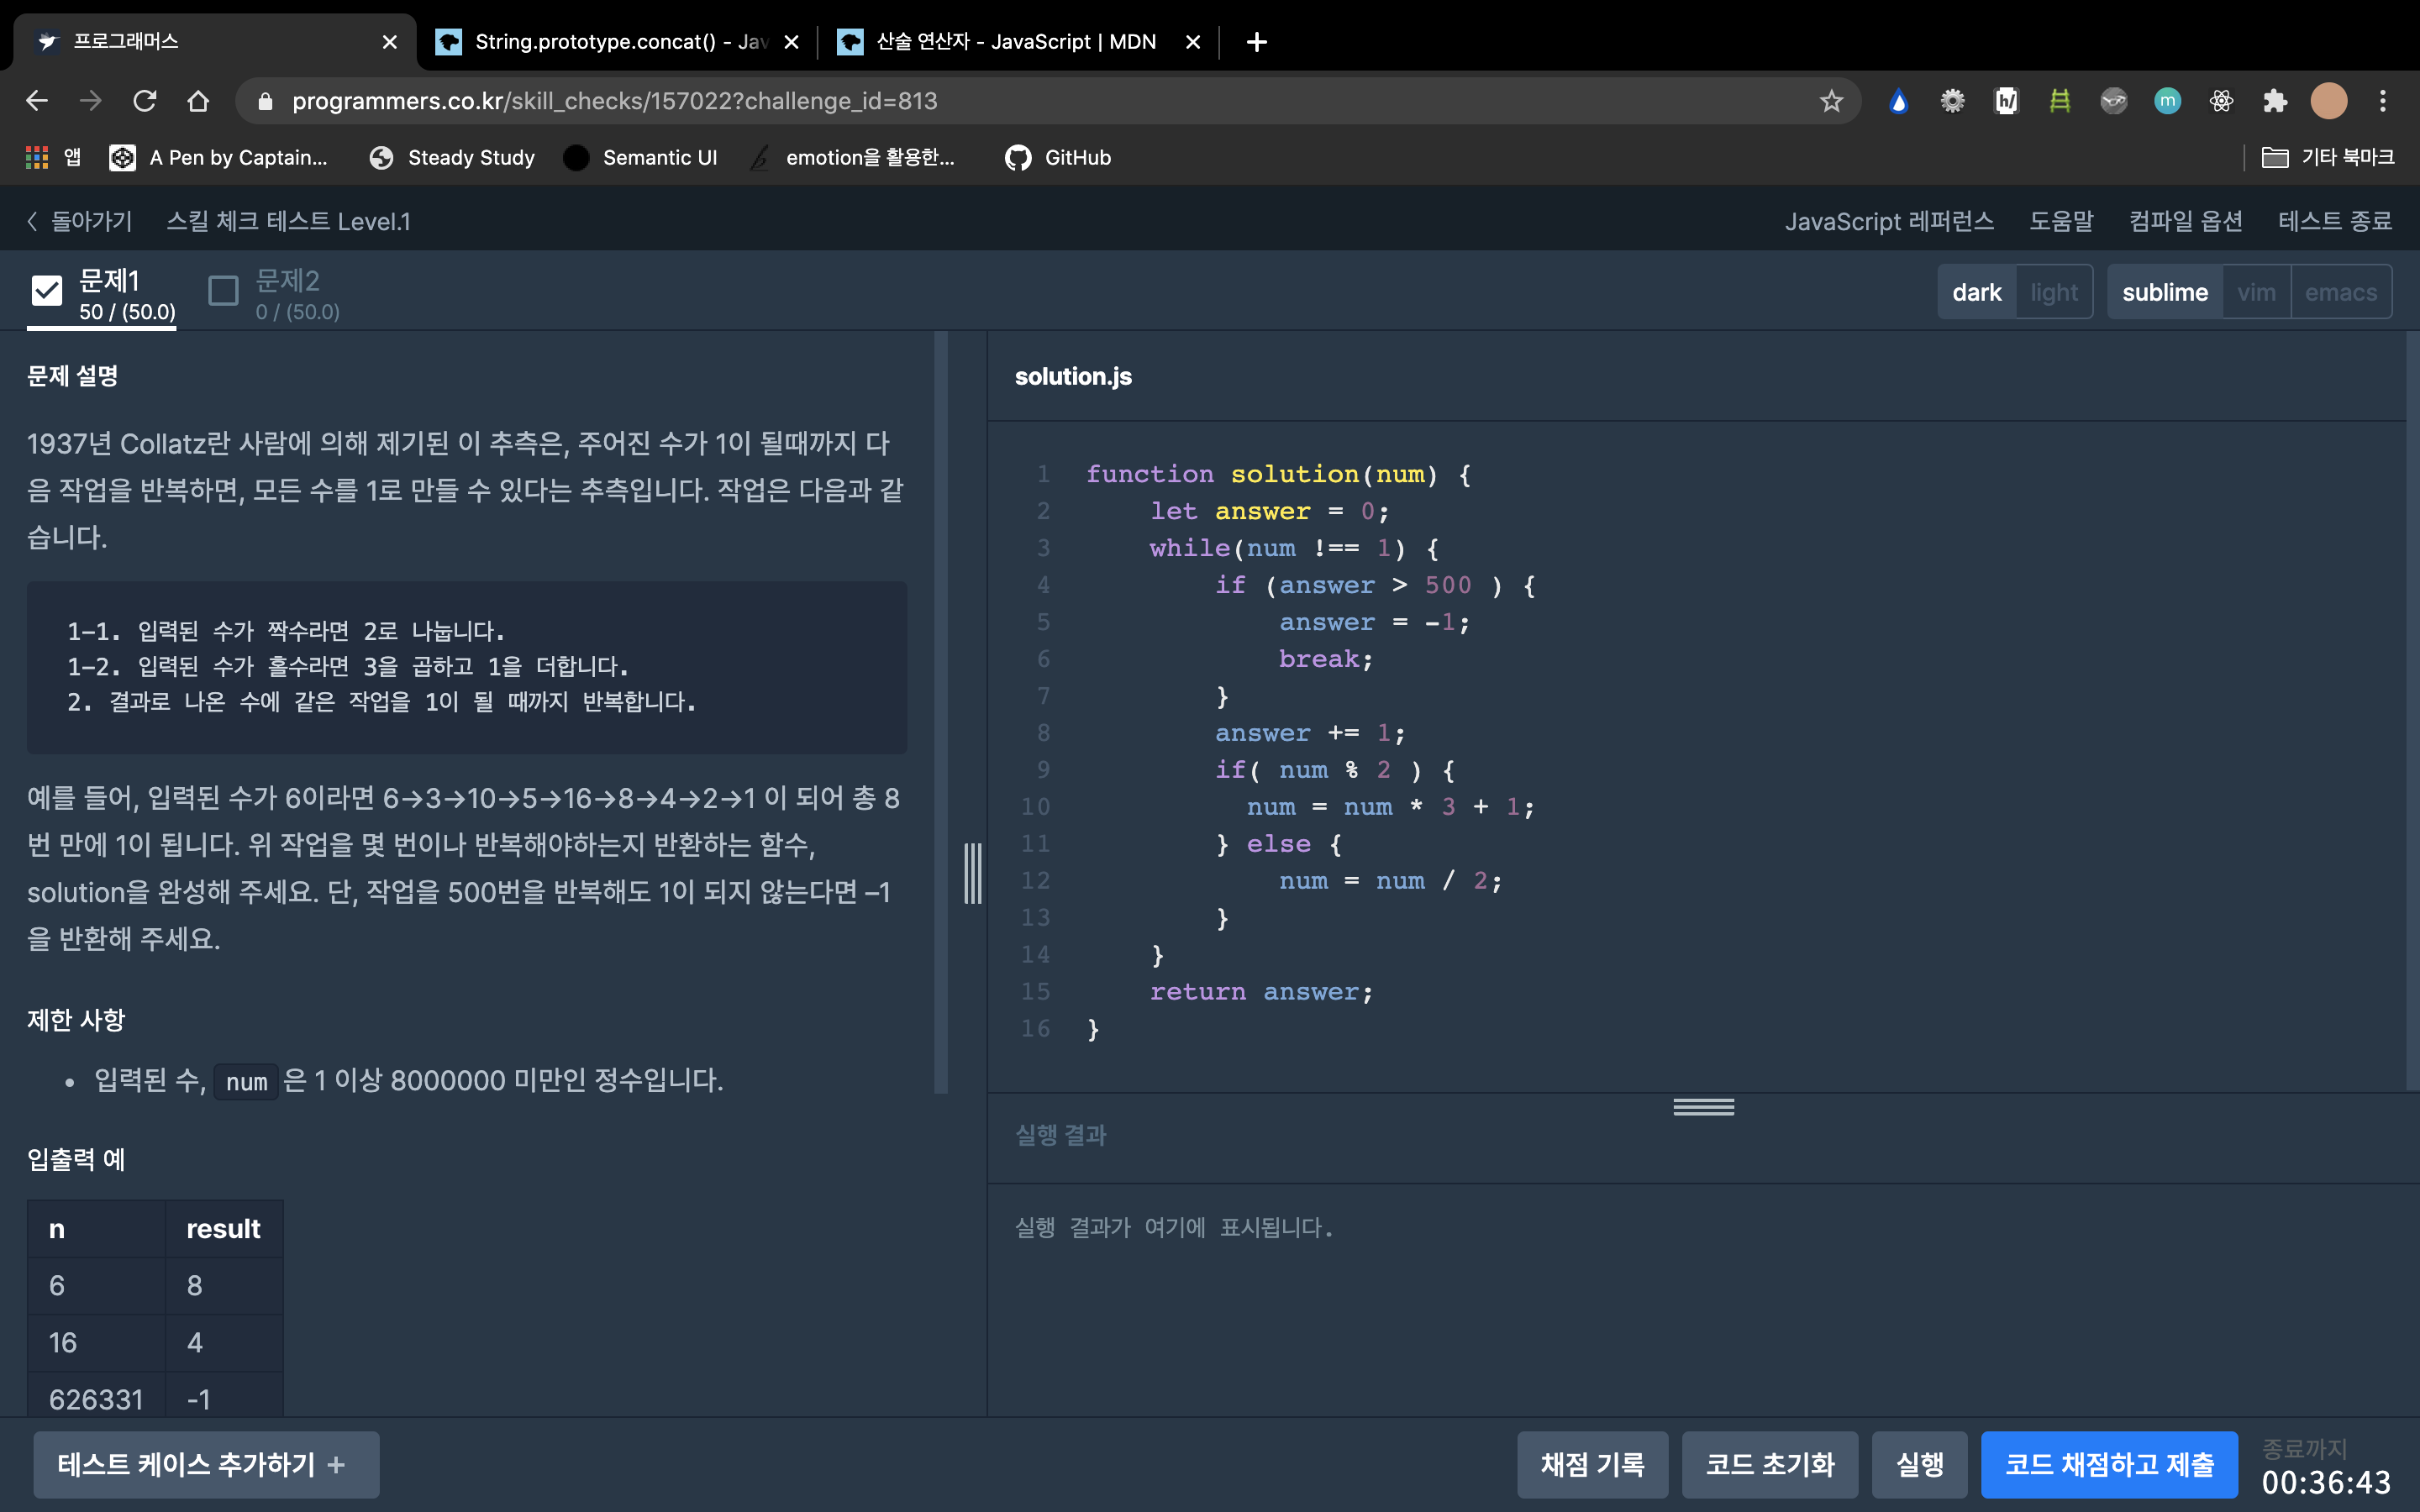 프로그래머스
String.prototype.concat() - Jav
산술 연산자 - JavaScript | MDN
programmers.co.kr/skill_checks/157022?challenge_id=813
앱
A Pen by Captain...
Steady Study
Semantic UI
emotion을 활용한...
GitHub
기타 북마크
돌아가기
스킬 체크 테스트 Level.1
JavaScript 레퍼런스
도움말
컴파일 옵션
테스트 종료
문제1
50 / (50.0)
문제2
0 / (50.0)
dark
light
sublime
vim
emacs
문제 설명
1937년 Collatz란 사람에 의해 제기된 이 추측은, 주어진 수가 1이 될때까지 다
음 작업을 반복하면, 모든 수를 1로 만들 수 있다는 추측입니다. 작업은 다음과 같
습니다.
1-1. 입력된 수가 짝수라면 2로 나눕니다.
1-2. 입력된 수가 홀수라면 3을 곱하고 1을 더합니다.
2. 결과로 나온 수에 같은 작업을 1이 될 때까지 반복합니다.
예를 들어, 입력된 수가 6이라면 6→3→10→5→16→8→4→2→1 이 되어 총 8
번 만에 1이 됩니다. 위 작업을 몇 번이나 반복해야하는지 반환하는 함수,
solution을 완성해 주세요. 단, 작업을 500번을 반복해도 1이 되지 않는다면 –1
을 반환해 주세요.
제한 사항
• 입력된 수, num 은 1 이상 8000000 미만인 정수입니다.
입출력 예
n result
6 8
16 4
626331 -1
solution.js
1 function solution(num) {
2     let answer = 0;
3     while(num !== 1) {
4         if (answer > 500 ) {
5             answer = -1;
6             break;
7         }
8         answer += 1;
9         if( num % 2 ) {
10           num = num * 3 + 1;
11         } else {
12             num = num / 2;
13         }
14     }
15     return answer;
16 }
실행 결과
실행 결과가 여기에 표시됩니다.
테스트 케이스 추가하기 +
채점 기록
코드 초기화
실행
코드 채점하고 제출
종료까지
00:36:43